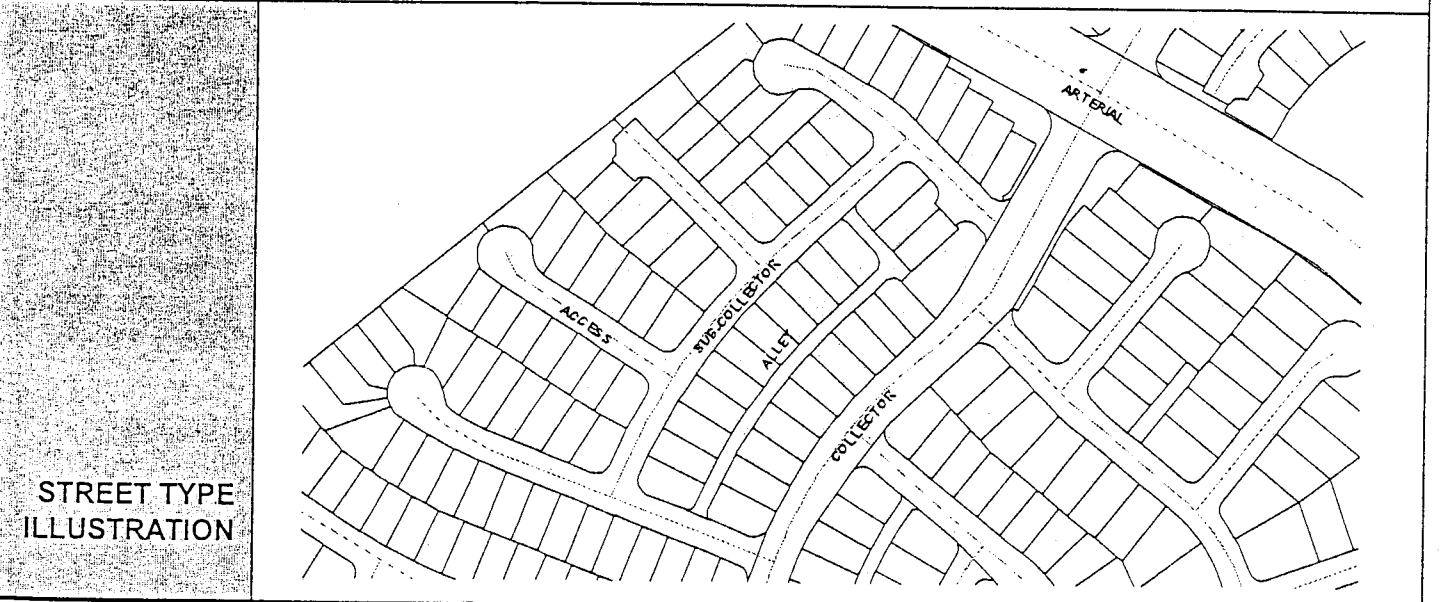 STREET TYPE
ILLUSTRATION
ARTERIAL
SUB-COLLECTOR
ACCESS
ALLEY
COLLECTOR